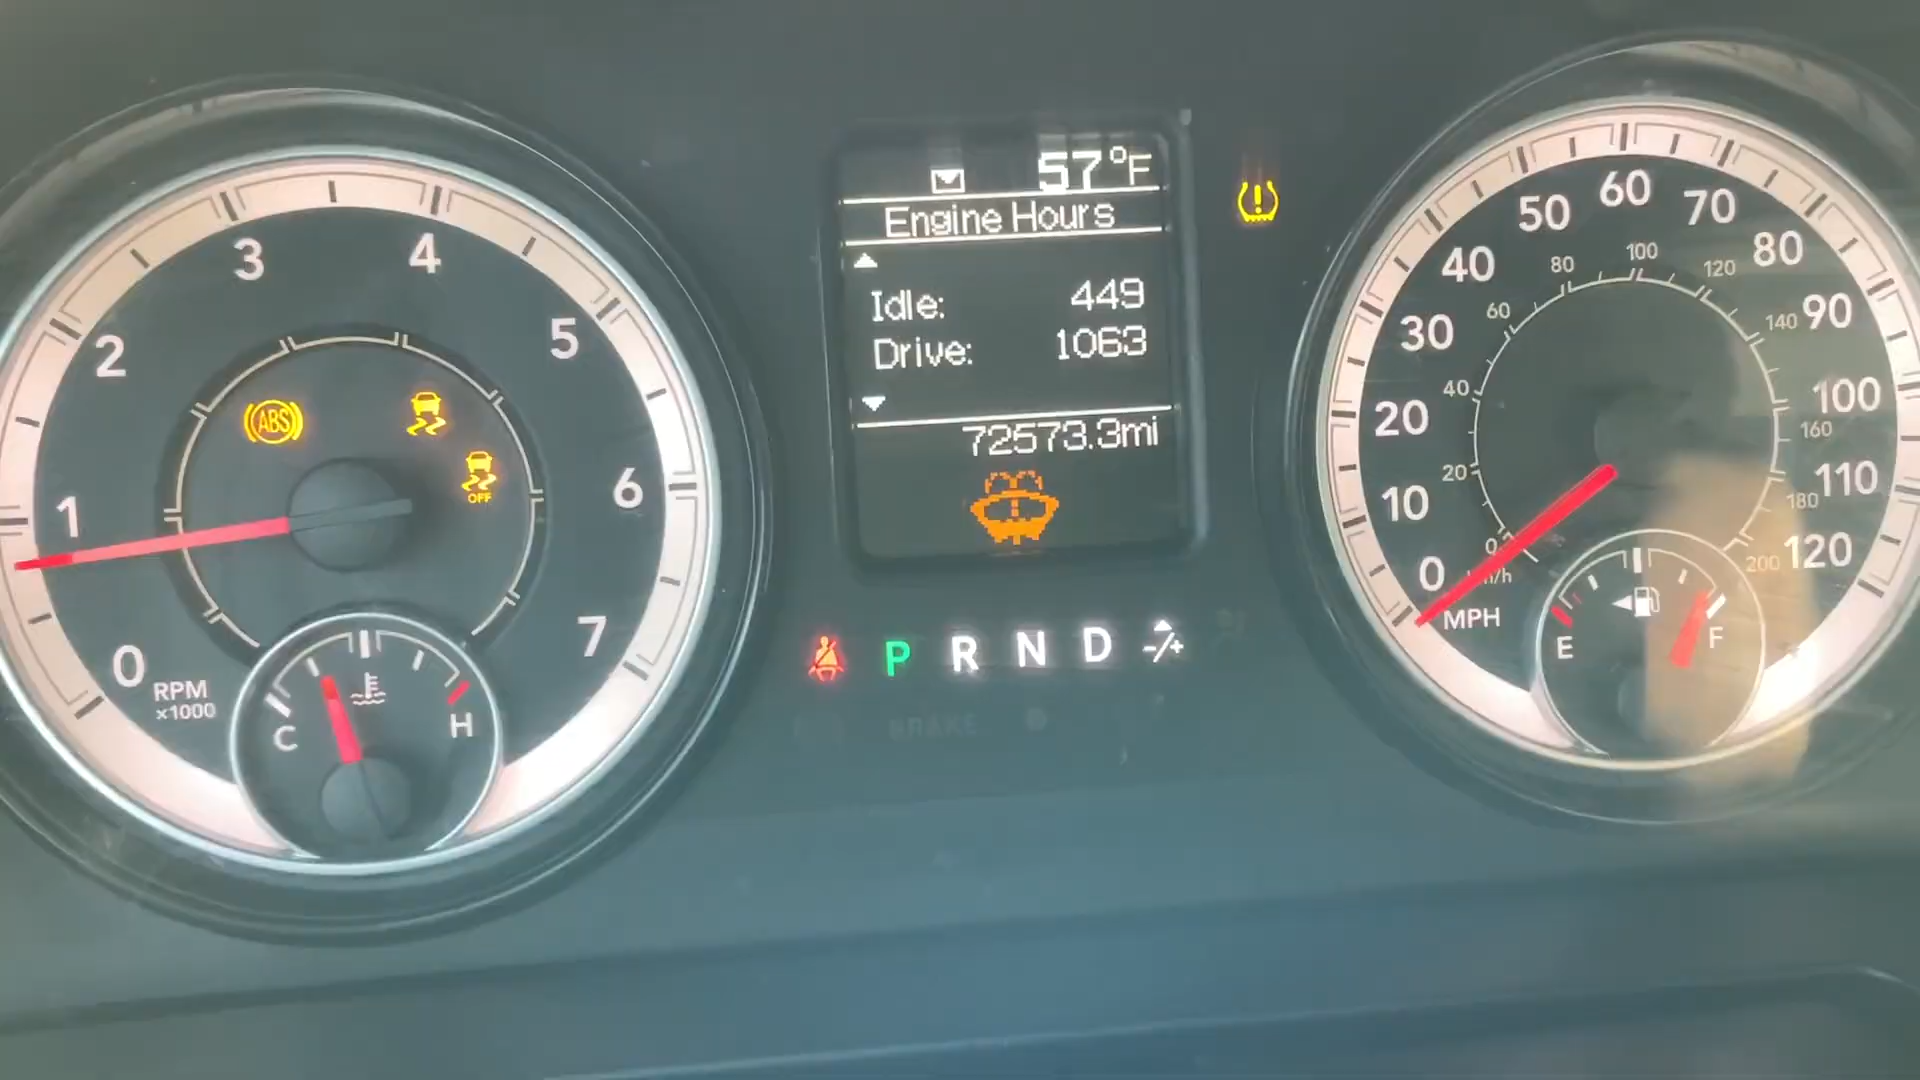 0
1
2
3
4
5
6
7
RPM
x1000
ABS
OFF
C
H
57°F
Engine Hours
Idle: 449
Drive: 1063
72573.3mi
P R N D -/+
BRAKE
0
10
20
30
40
50
60
70
80
90
100
110
120
MPH
0
20
40
60
80
100
120
140
160
180
200
km/h
E
F